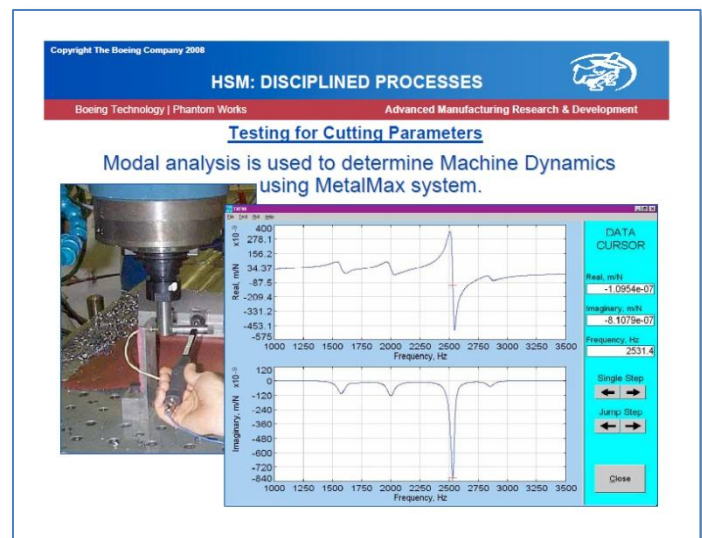 Copyright The Boeing Company 2008
HSM: DISCIPLINED PROCESSES
Boeing Technology | Phantom Works
Advanced Manufacturing Research & Development
Testing for Cutting Parameters
Modal analysis is used to determine Machine Dynamics
using MetalMax system.
File
Help
x10⁻⁹
Real, m/N
400
278.1
156.2
34.37
-87.5
-209.4
-331.2
-453.1
-575
1000 1250 1500 1750 2000 2250 2500 2750 3000 3250 3500
Frequency, Hz
x10⁻⁹
Imaginary, m/N
120
0
-120
-240
-360
-480
-600
-720
-840
1000 1250 1500 1750 2000 2250 2500 2750 3000 3250 3500
Frequency, Hz
DATA
CURSOR
Real, m/N
-1.0954e-07
Imaginary, m/N
-8.1079e-07
Frequency, Hz
2531.4
Single Step
Jump Step
Close